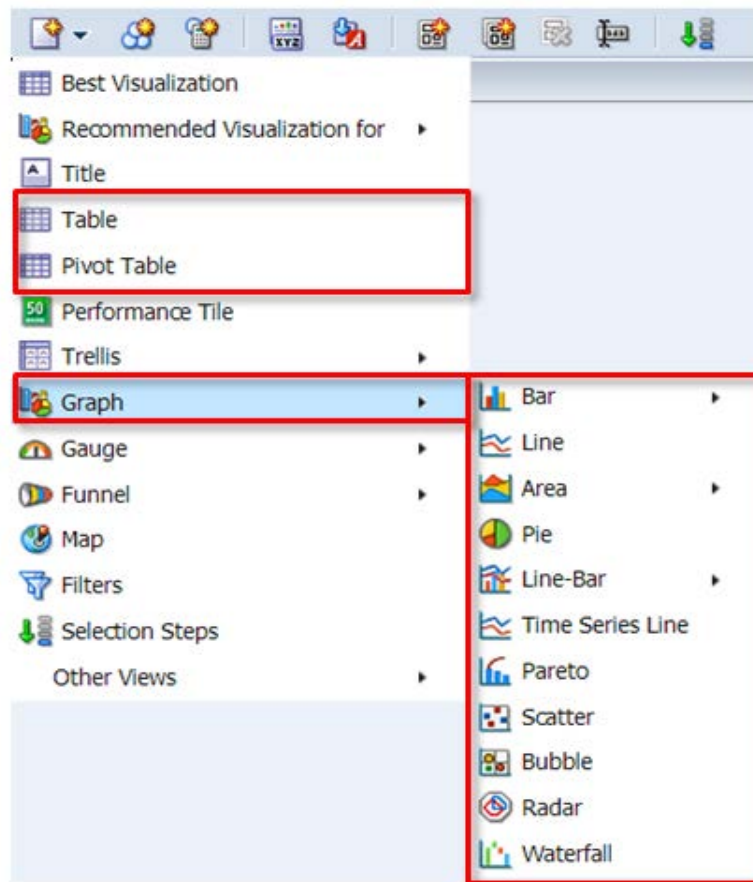 Best Visualization
Recommended Visualization for
Title
Table
Pivot Table
50
Performance Tile
Trellis
Graph
Gauge
Funnel
Map
Filters
Selection Steps
Other Views
Bar
Line
Area
Pie
Line-Bar
Time Series Line
Pareto
Scatter
Bubble
Radar
Waterfall